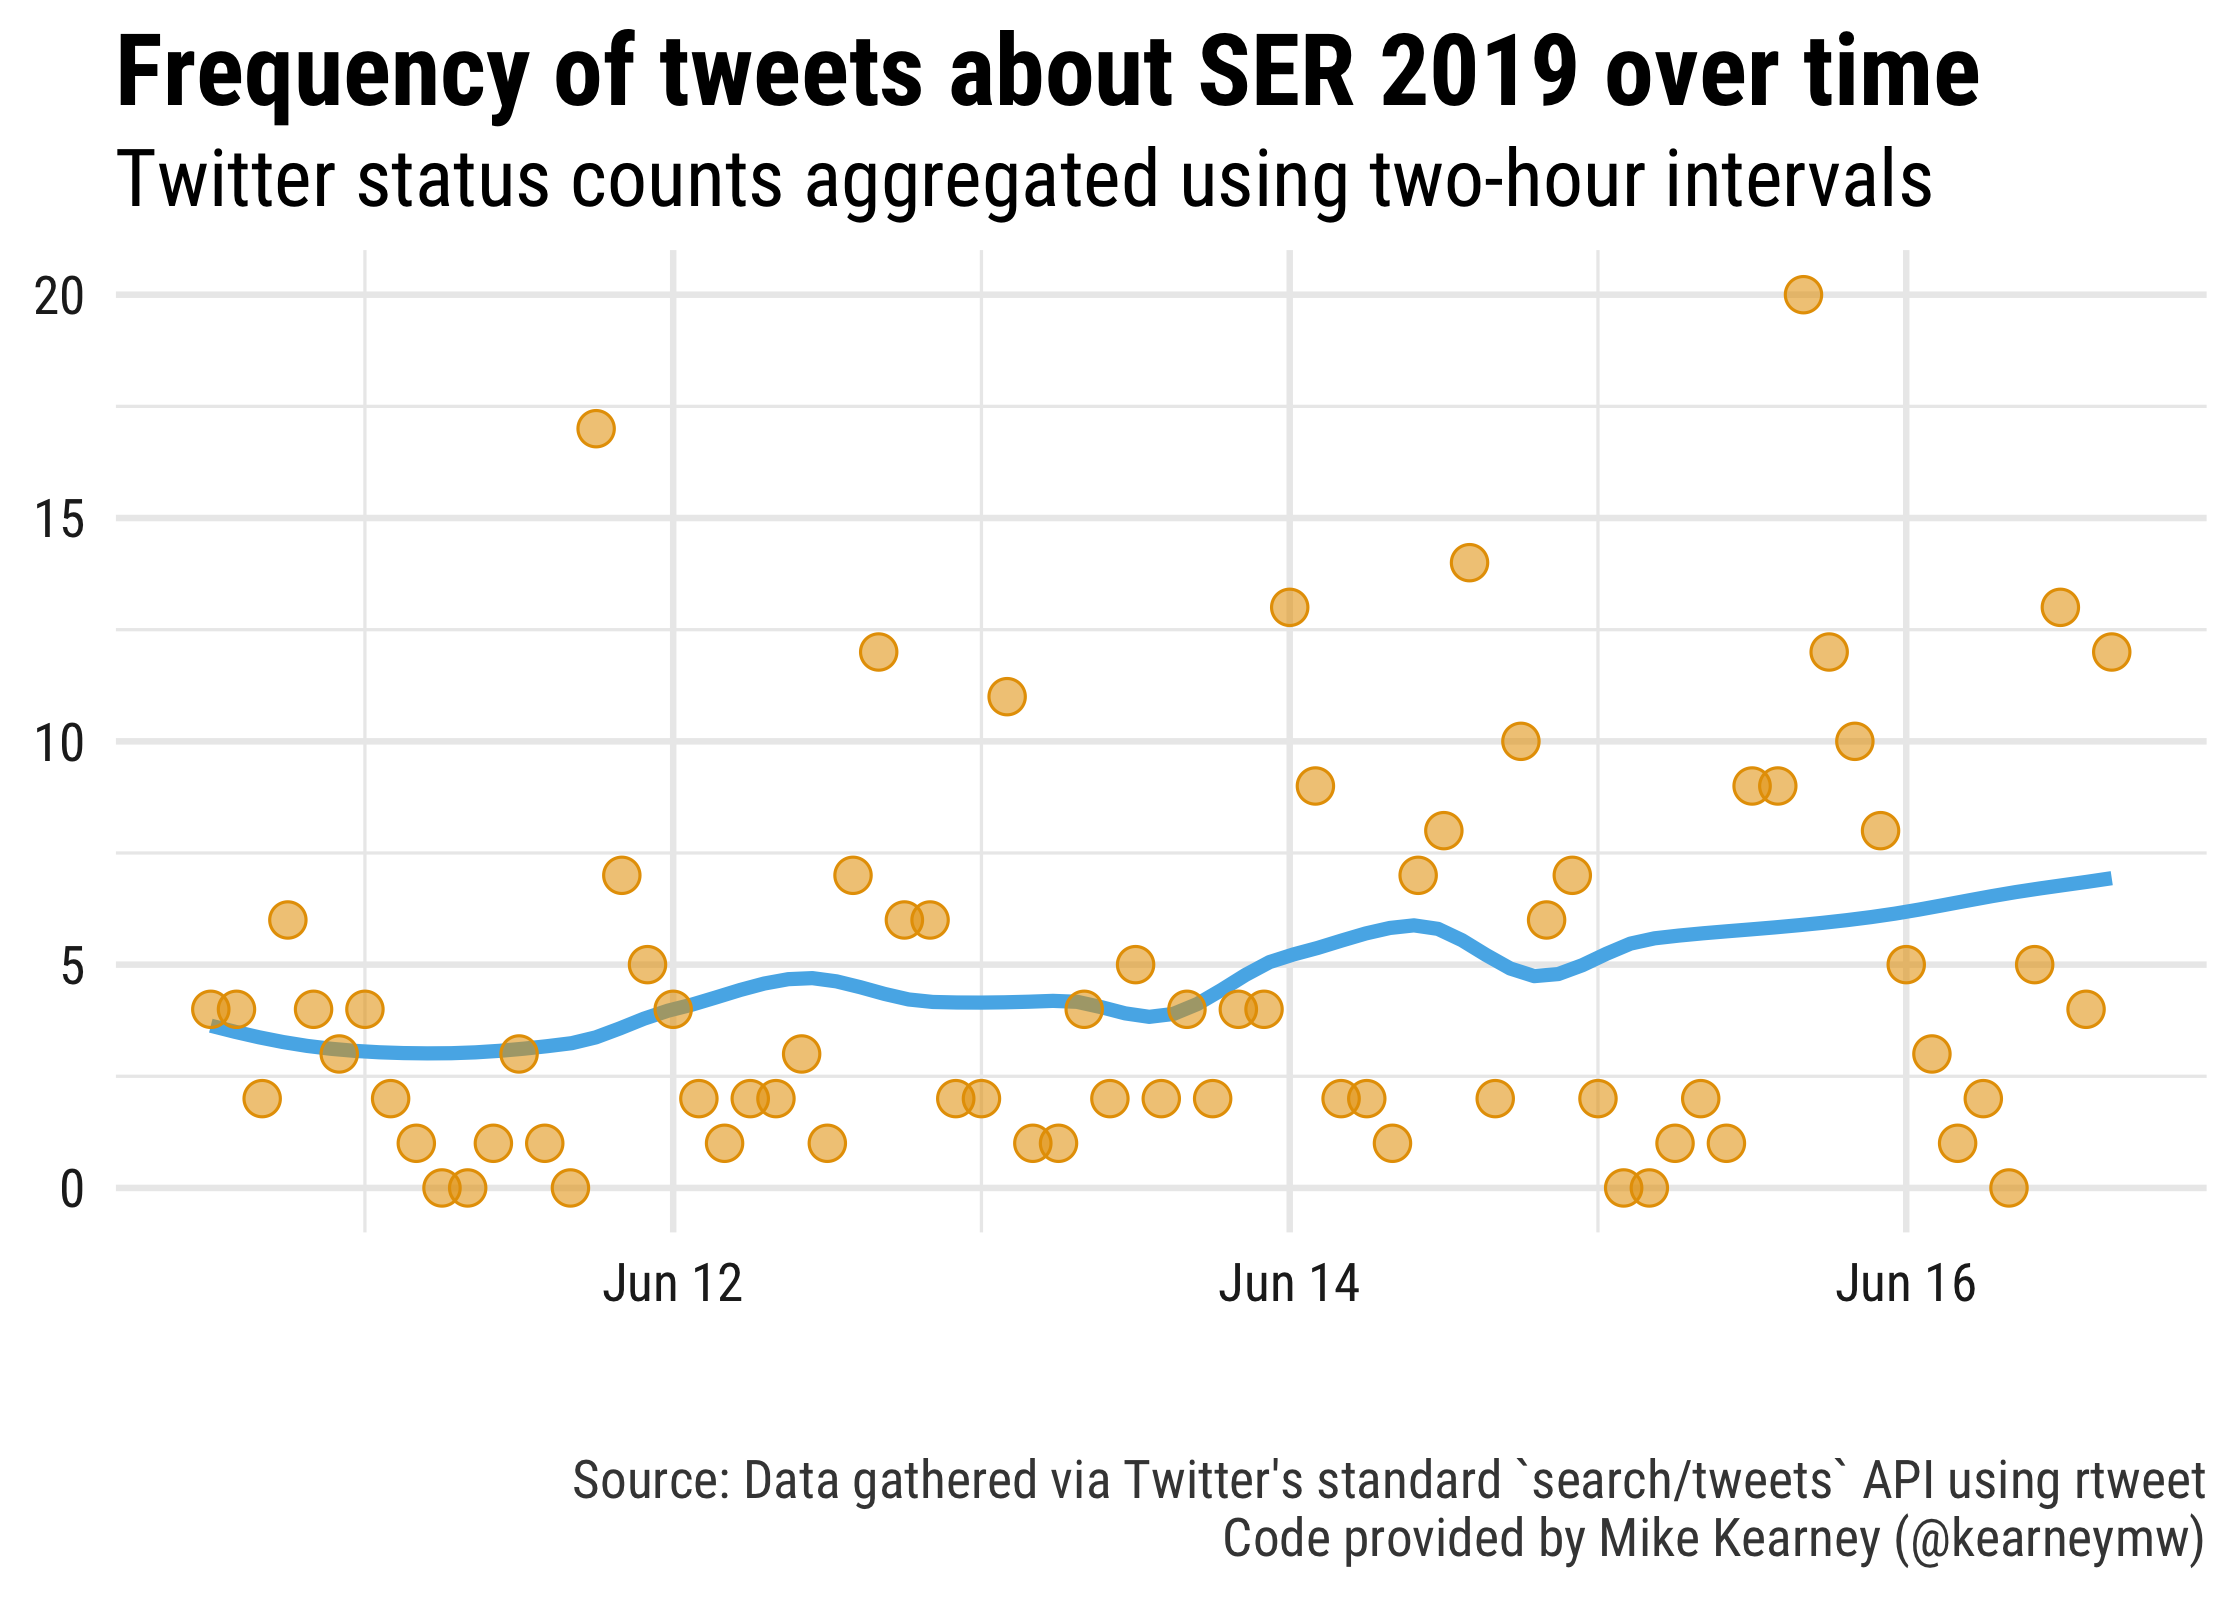 Frequency of tweets about SER 2019 over time
Twitter status counts aggregated using two-hour intervals
20
15
10
5
0
Jun 12 Jun 14 Jun 16
Source: Data gathered via Twitter's standard `search/tweets` API using rtweet
Code provided by Mike Kearney (@kearneymw)